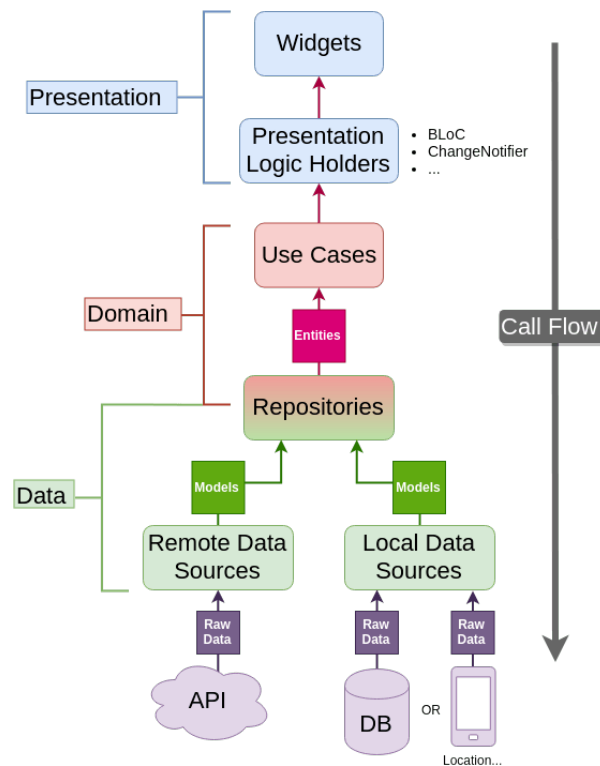 Widgets
Presentation
Presentation
Logic Holders
• BLoC
• ChangeNotifier
• ...
Use Cases
Domain
Entities
Call Flow
Repositories
Data
Models
Models
Remote Data
Sources
Local Data
Sources
Raw
Data
Raw
Data
Raw
Data
API
DB
OR
Location...